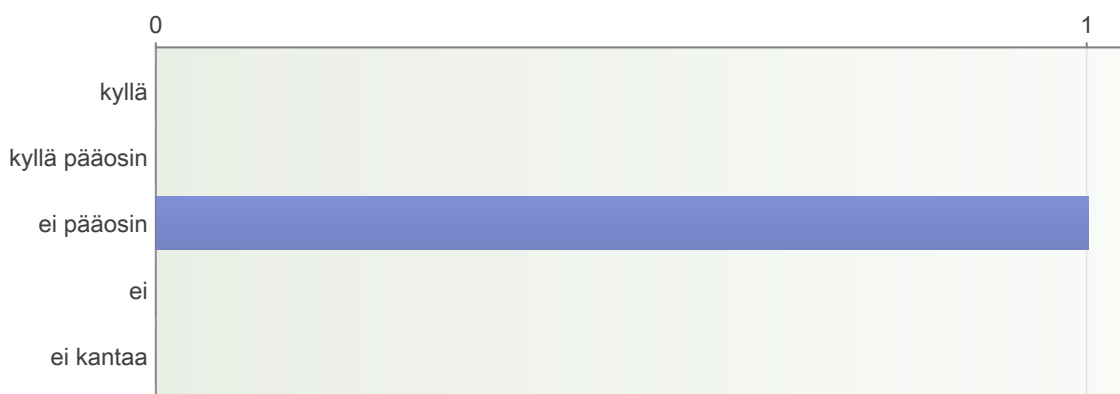 0 1
kyllä
kyllä pääosin
ei pääosin
ei
ei kantaa